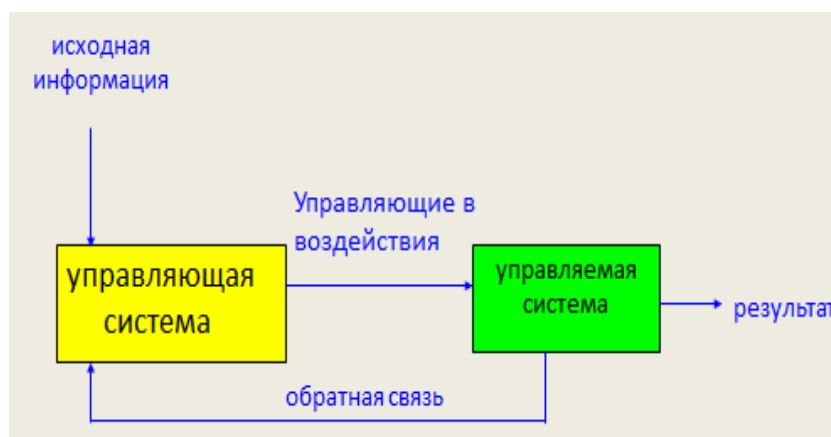 исходная
информация
Управляющие в
воздействия
управляющая
система
управляемая
система
результат
обратная связь